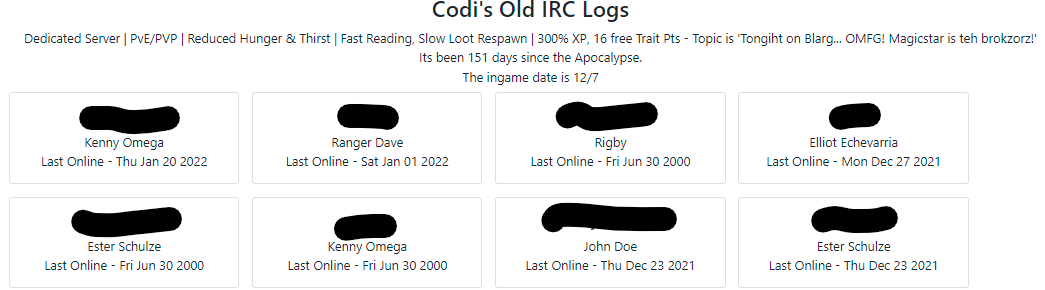 Codi's Old IRC Logs
Dedicated Server | PvE/PVP | Reduced Hunger & Thirst | Fast Reading, Slow Loot Respawn | 300% XP, 16 free Trait Pts - Topic is 'Tongiht on Blarg... OMFG! Magicstar is teh brokzorz!'
Its been 151 days since the Apocalypse.
The ingame date is 12/7
Kenny Omega
Last Online - Thu Jan 20 2022
Ranger Dave
Last Online - Sat Jan 01 2022
Rigby
Last Online - Fri Jun 30 2000
Elliot Echevarria
Last Online - Mon Dec 27 2021
Ester Schulze
Last Online - Fri Jun 30 2000
Kenny Omega
Last Online - Fri Jun 30 2000
John Doe
Last Online - Thu Dec 23 2021
Ester Schulze
Last Online - Thu Dec 23 2021